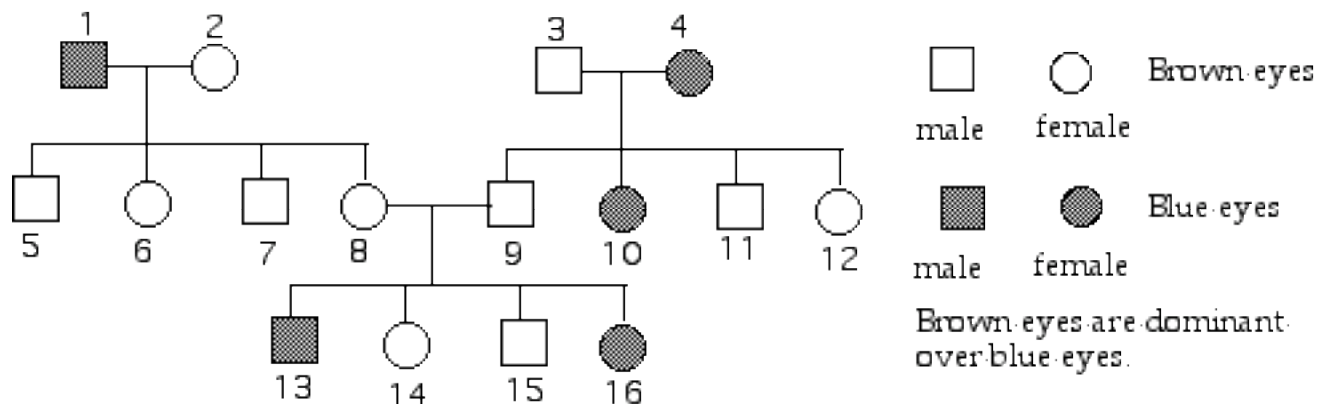 1
2
3
4
Brown eyes
male female
5
6
7
8
9
10
11
12
Blue eyes
male female
Brown eyes are dominant
over blue eyes.
13
14
15
16